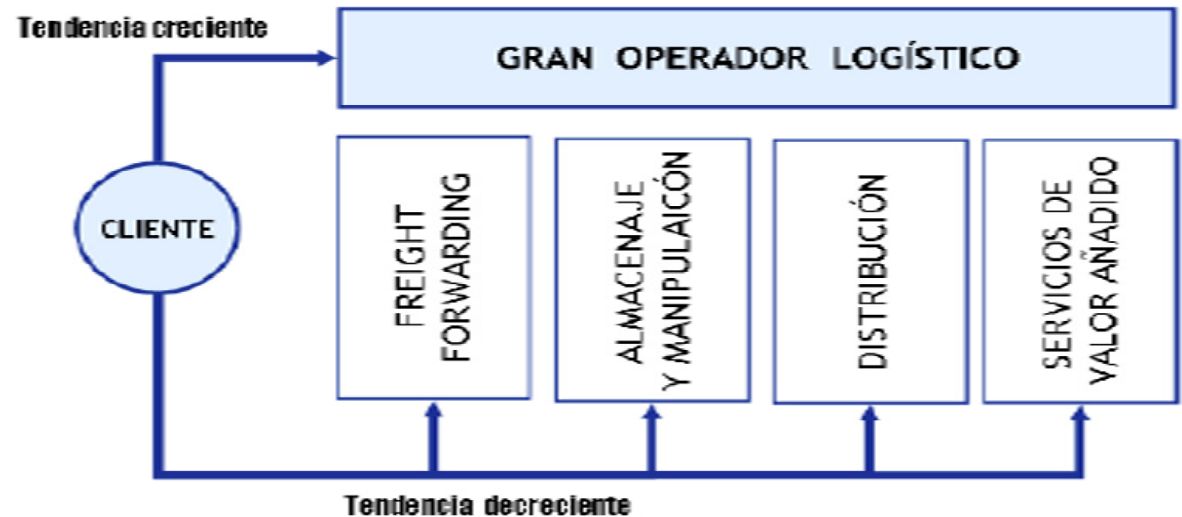 Tendencia creciente
GRAN OPERADOR LOGÍSTICO
CLIENTE
FREIGHT
FORWARDING
ALMACENAJE
Y MANIPULAICÓN
DISTRIBUCIÓN
SERVICIOS DE
VALOR AÑADIDO
Tendencia decreciente